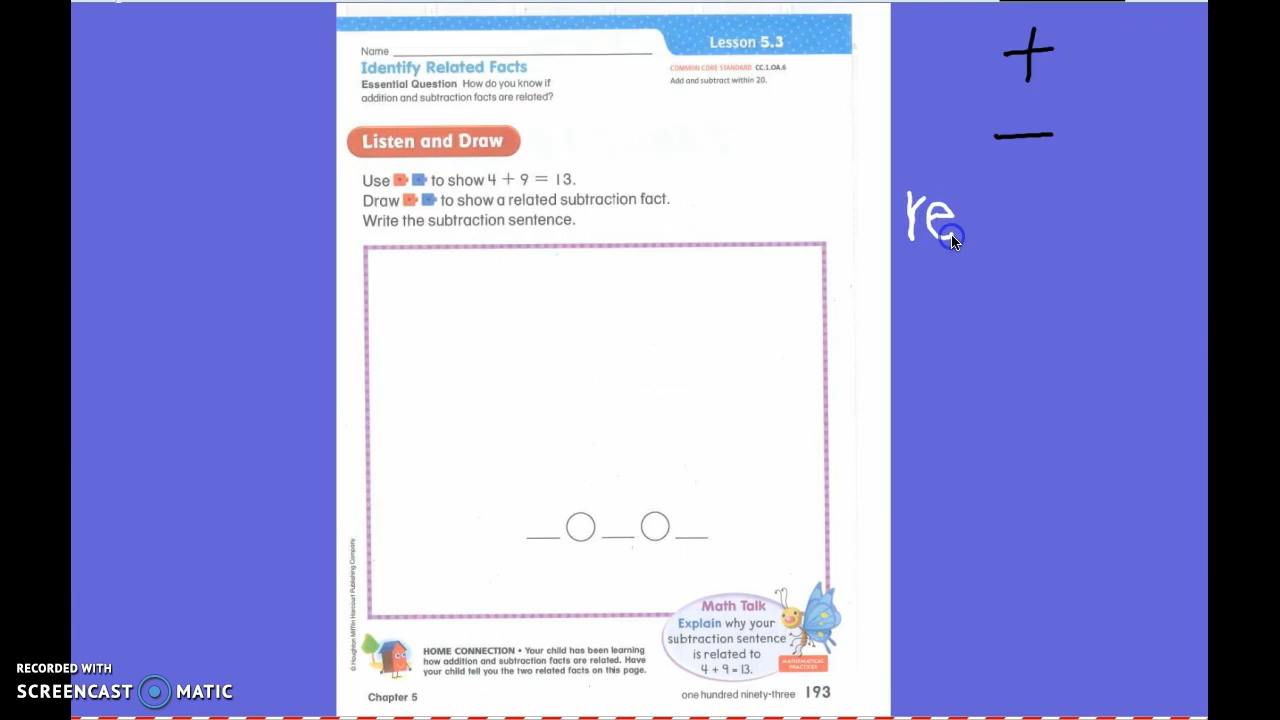 Lesson 5.3
Name
Identify Related Facts
COMMON CORE STANDARD CC.1.OA.6
Add and subtract within 20.
Essential Question How do you know if
addition and subtraction facts are related?
Listen and Draw
Use to show 4 + 9 = 13.
Draw to show a related subtraction fact.
Write the subtraction sentence.
+
−
re
Math Talk
Explain why your
subtraction sentence
is related to
4 + 9 = 13.
MATHEMATICAL
PRACTICES
© Houghton Mifflin Harcourt Publishing Company
HOME CONNECTION • Your child has been learning
how addition and subtraction facts are related. Have
your child tell you the two related facts on this page.
Chapter 5
one hundred ninety-three 193
RECORDED WITH
SCREENCAST MATIC